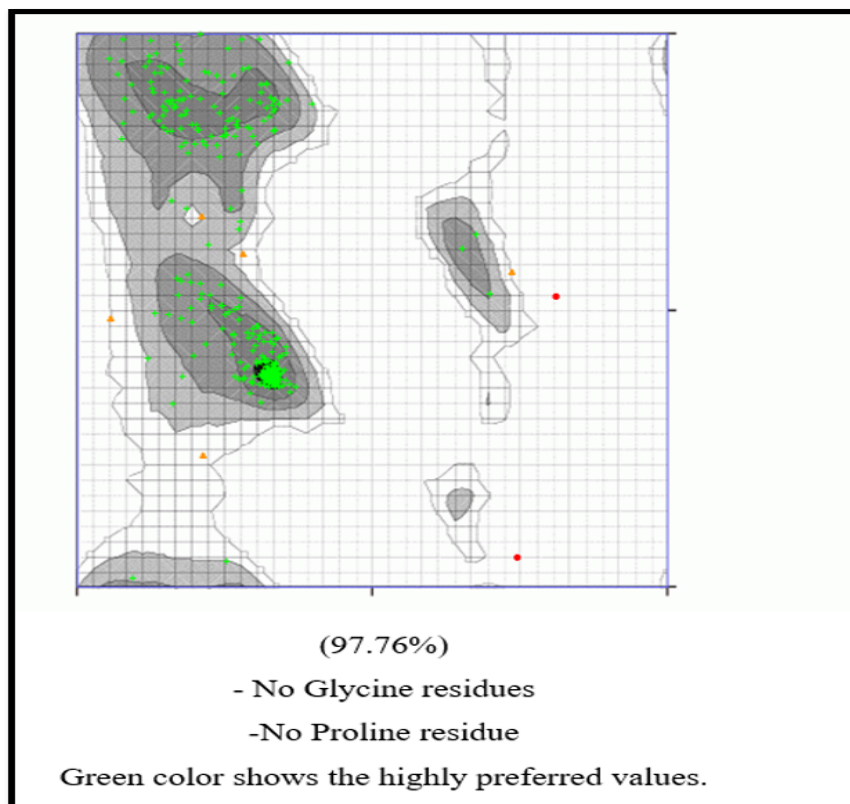 (97.76%)
- No Glycine residues
-No Proline residue
Green color shows the highly preferred values.